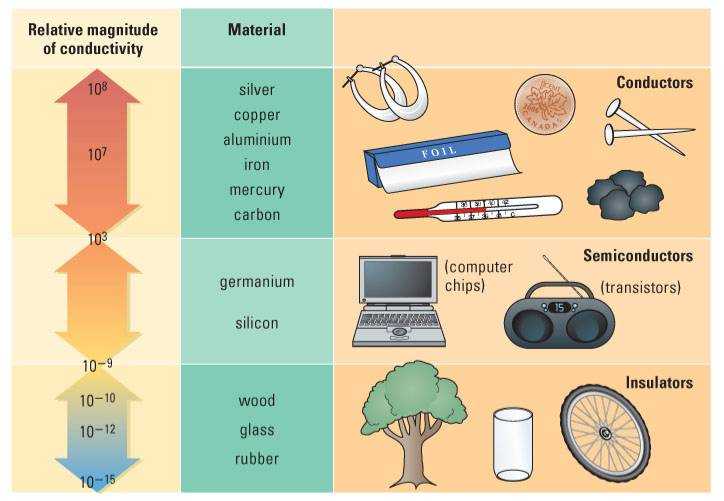 Relative magnitude
of conductivity
Material
10⁸
10⁷
10³
10⁻⁹
10⁻¹⁰
10⁻¹²
10⁻¹⁵
silver
copper
aluminium
iron
mercury
carbon
germanium
silicon
wood
glass
rubber
Conductors
CENT
CANADA
FOIL
Semiconductors
(computer
chips)
(transistors)
15
Insulators